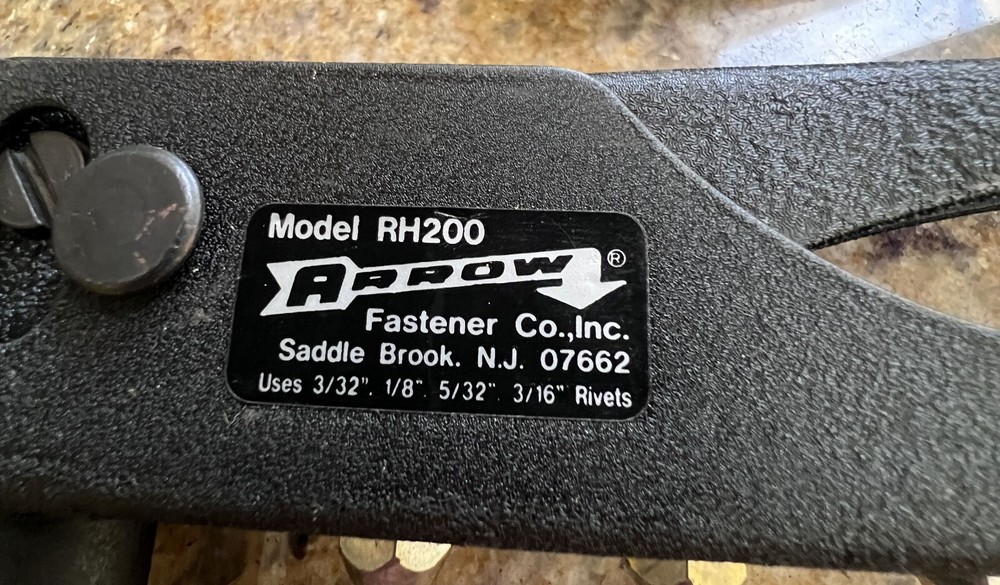 Model RH200
ARROW ®
Fastener Co.,Inc.
Saddle Brook. N.J. 07662
Uses 3/32". 1/8" 5/32" 3/16" Rivets